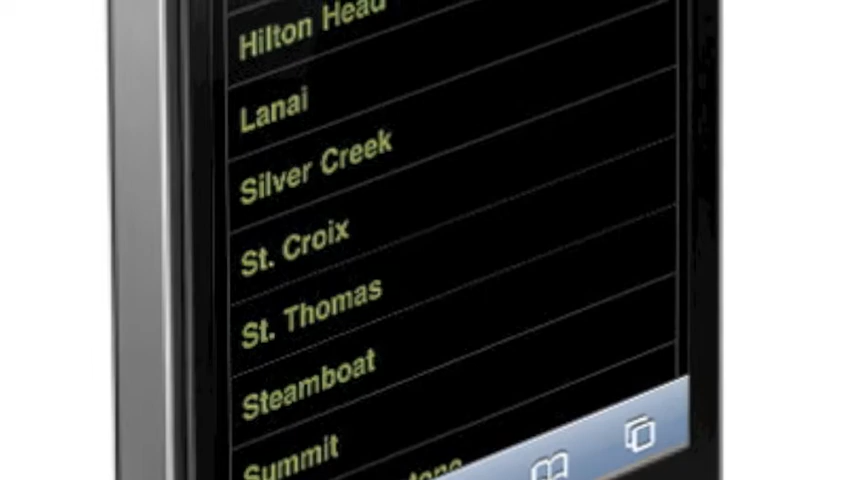 Hilton Head
Lanai
Silver Creek
St. Croix
St. Thomas
Steamboat
Summit